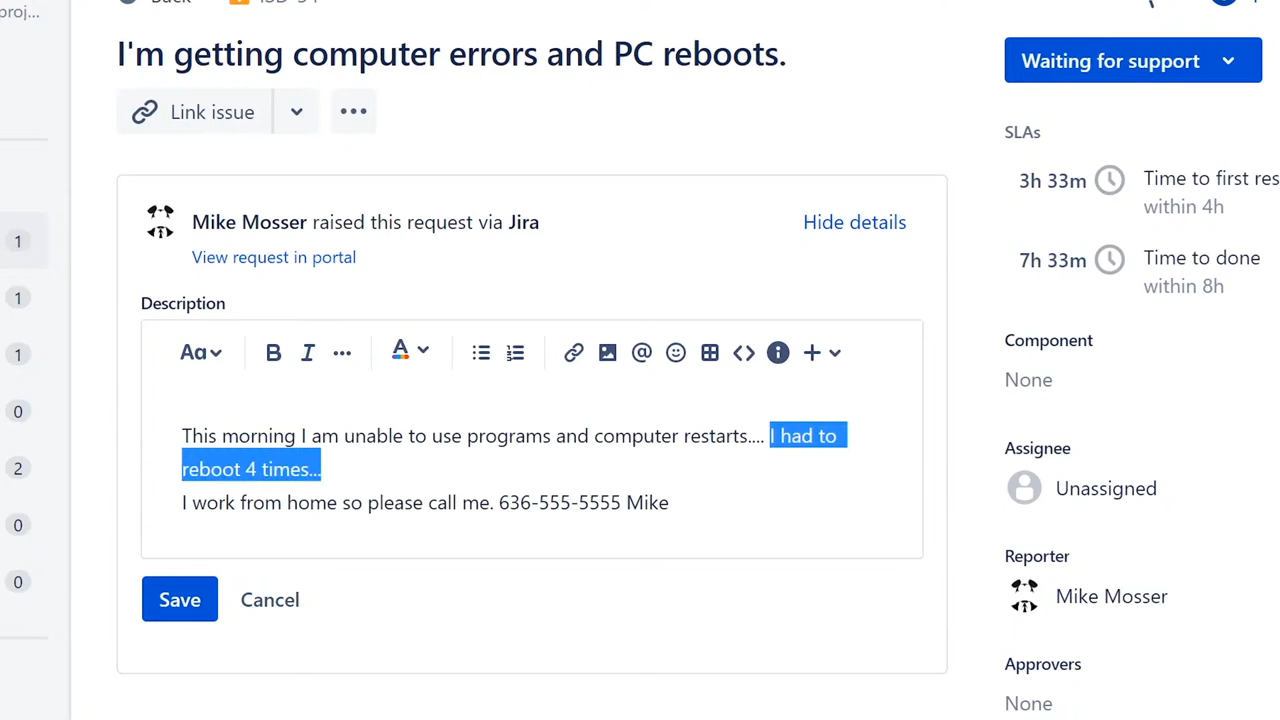 proj...
Back
I'm getting computer errors and PC reboots.
Link issue
Mike Mosser raised this request via Jira
Hide details
View request in portal
Description
Aa
B I A @
This morning I am unable to use programs and computer restarts.... I had to
reboot 4 times...
I work from home so please call me. 636-555-5555 Mike
Save
Cancel
1
1
1
0
2
0
0
Waiting for support
SLAs
3h 33m
Time to first res
within 4h
7h 33m
Time to done
within 8h
Component
None
Assignee
Unassigned
Reporter
Mike Mosser
Approvers
None